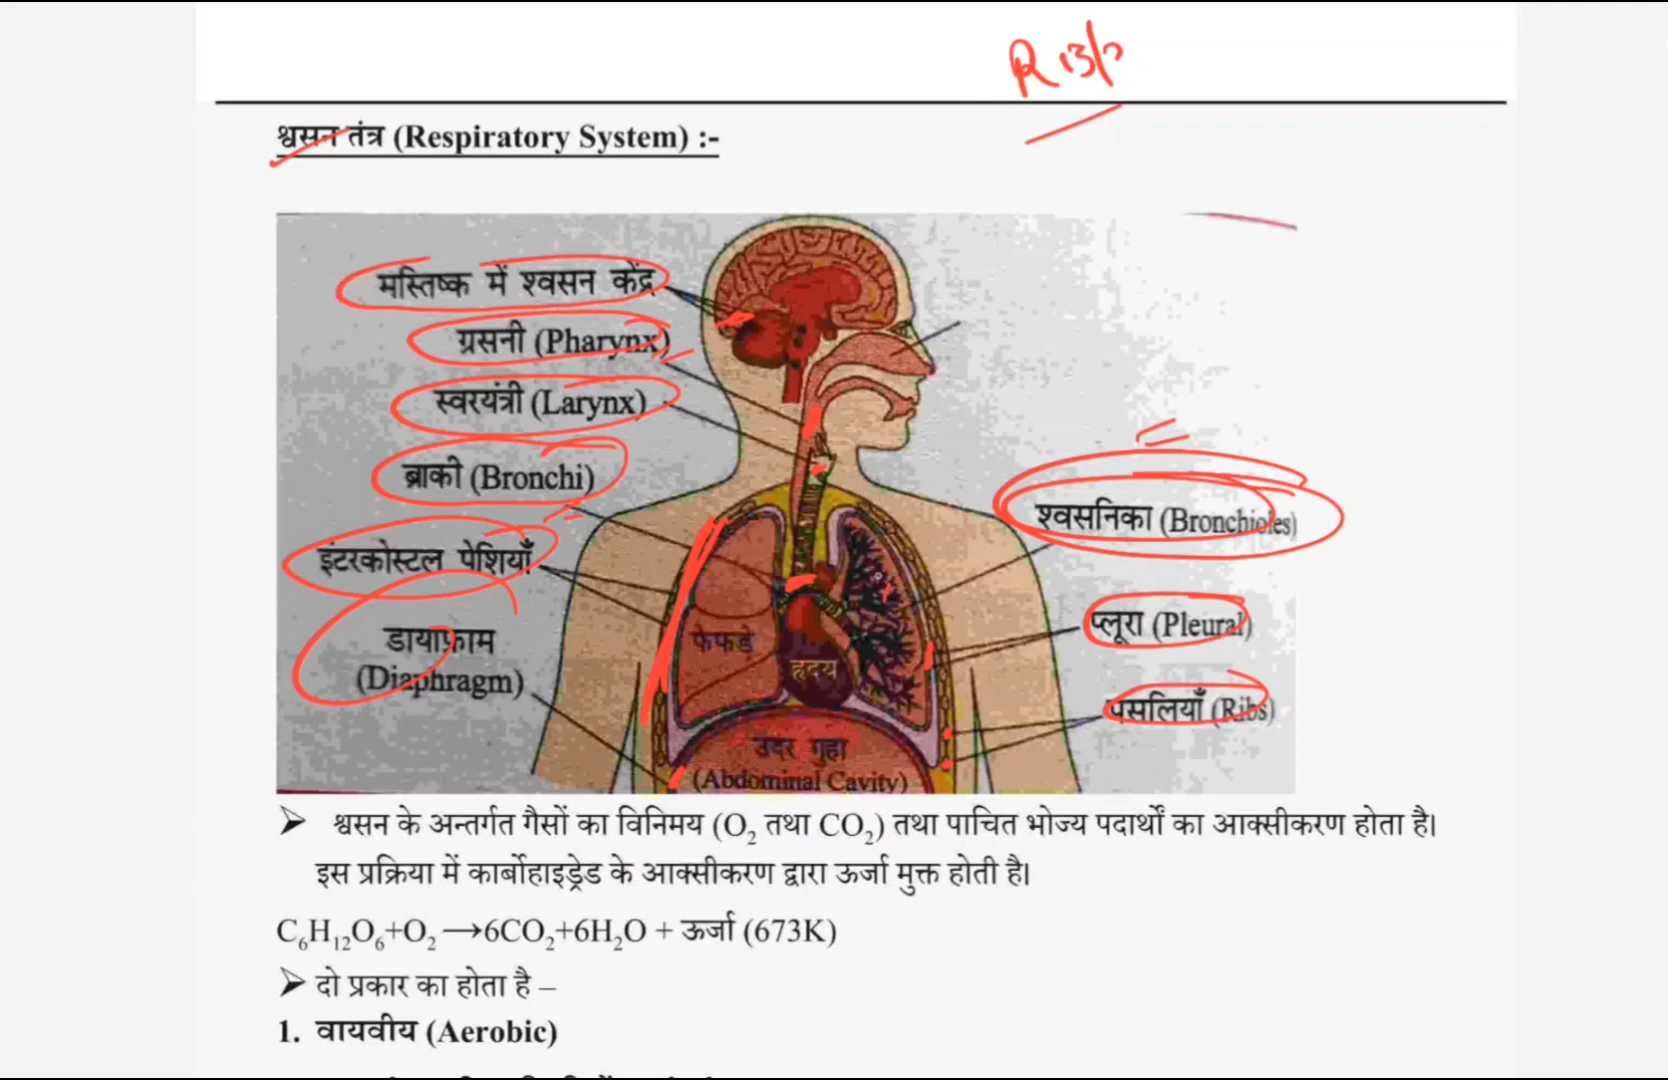 R 13/
श्वसन तंत्र (Respiratory System) :-
मस्तिष्क में श्वसन केंद्र
ग्रसनी (Pharynx)
स्वरयंत्री (Larynx)
ब्राकी (Bronchi)
इंटरकोस्टल पेशियाँ
डायाफ्राम
(Diaphragm)
श्वसनिका (Bronchioles)
प्लूरा (Pleural)
पसलियाँ (Ribs)
फेफडे
हृदय
उदर गुहा
(Abdominal Cavity)
➢ श्वसन के अन्तर्गत गैसों का विनिमय (O₂ तथा CO₂) तथा पाचित भोज्य पदार्थों का आक्सीकरण होता है।
इस प्रक्रिया में कार्बोहाइड्रेड के आक्सीकरण द्वारा ऊर्जा मुक्त होती है।
C₆H₁₂O₆+O₂ ⟶6CO₂+6H₂O + ऊर्जा (673K)
➢ दो प्रकार का होता है –
1. वायवीय (Aerobic)